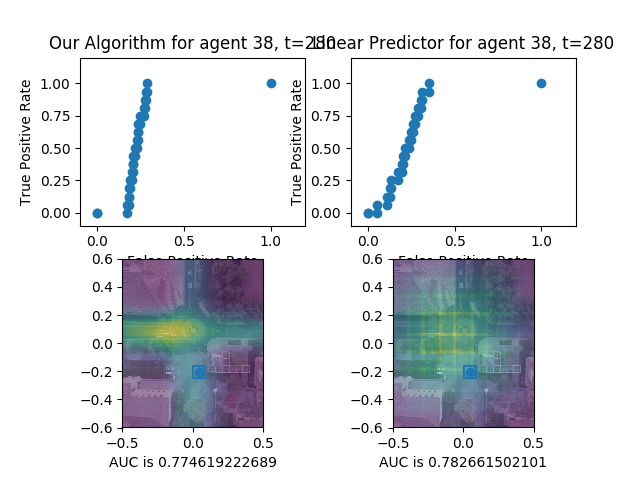 Our Algorithm for agent 38, t=280
Linear Predictor for agent 38, t=280
True Positive Rate
1.00
0.75
0.50
0.25
0.00
0.0 0.5 1.0
False Positive Rate
True Positive Rate
1.00
0.75
0.50
0.25
0.00
0.0 0.5 1.0
False Positive Rate
0.6
0.4
0.2
0.0
−0.2
−0.4
−0.6
−0.5 0.0 0.5
AUC is 0.774619222689
0.6
0.4
0.2
0.0
−0.2
−0.4
−0.6
−0.5 0.0 0.5
AUC is 0.782661502101